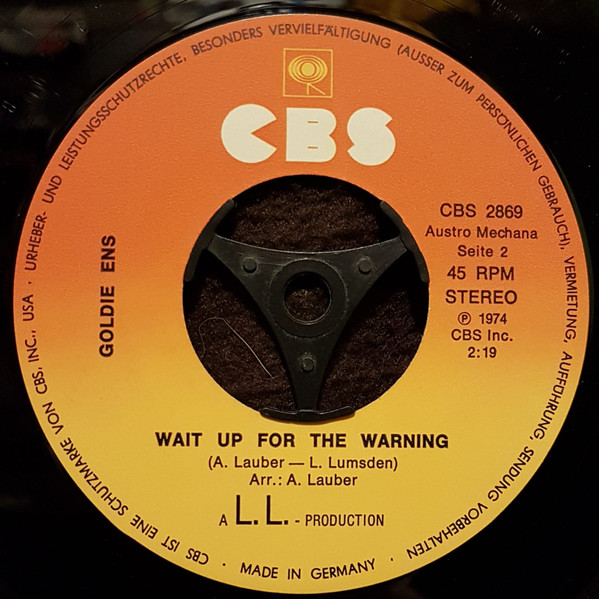 CBS
CBS 2869
Austro Mechana
Seite 2
45 RPM
STEREO
Ⓟ 1974
CBS Inc.
2:19
GOLDIE ENS
WAIT UP FOR THE WARNING
(A. Lauber — L. Lumsden)
Arr.: A. Lauber
A L.L. - PRODUCTION
CBS IST EINE SCHUTZMARKE VON CBS, INC., USA · URHEBER- UND LEISTUNGSSCHUTZRECHTE, BESONDERS VERVIELFÄLTIGUNG (AUSSER ZUM PERSÖNLICHEN GEBRAUCH), VERMIETUNG, AUFFÜHRUNG, SENDUNG VORBEHALTEN · MADE IN GERMANY ·